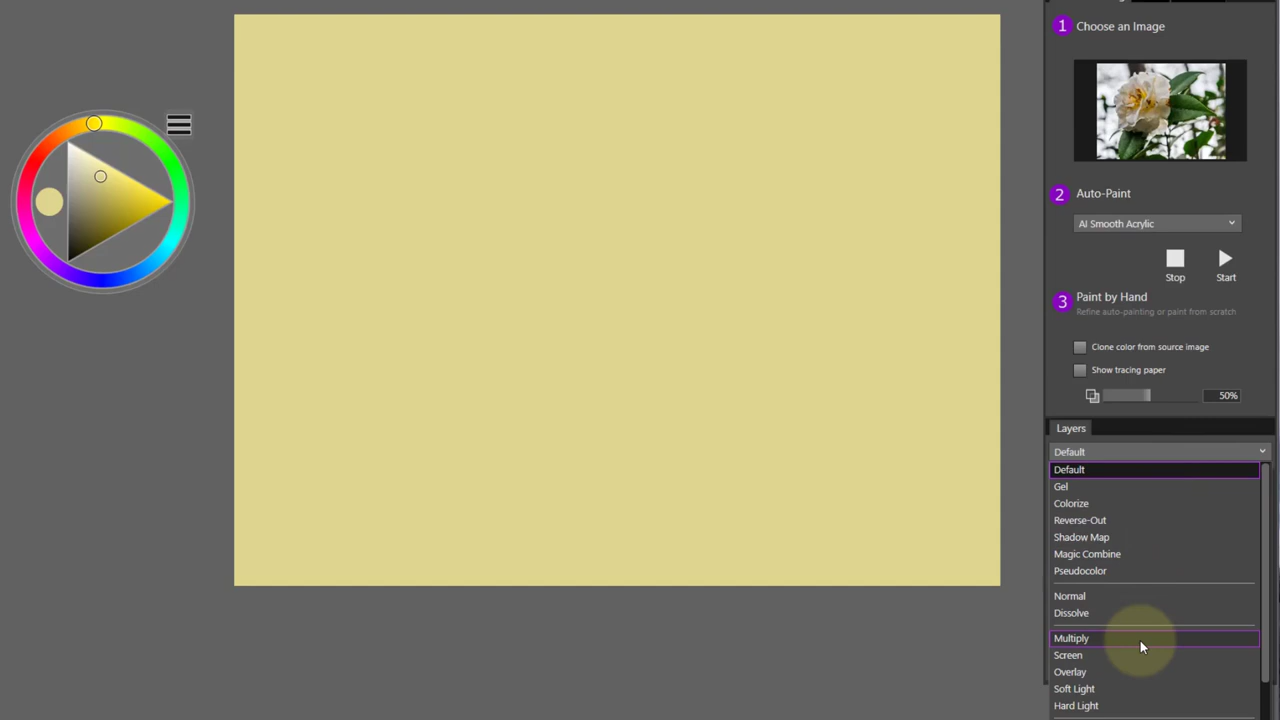 1 Choose an Image
2 Auto-Paint
AI Smooth Acrylic
Stop Start
3 Paint by Hand
Refine auto-painting or paint from scratch
Clone color from source image
Show tracing paper
50%
Layers
Default
Default
Gel
Colorize
Reverse-Out
Shadow Map
Magic Combine
Pseudocolor
Normal
Dissolve
Multiply
Screen
Overlay
Soft Light
Hard Light